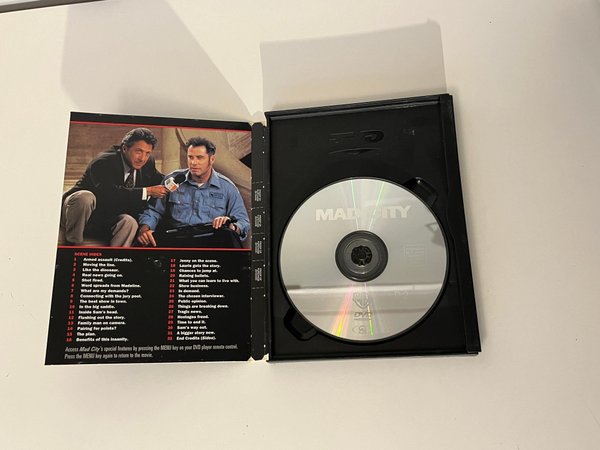 SCENE INDEX
1 Armed assault (Credits).
2 Moving the line.
3 Like the dinosaur.
4 Real news going on.
5 Shot fired.
6 Word spreads from Madeline.
7 What are my demands?
8 Connecting with the jury pool.
9 The best show in town.
10 In the big saddle.
11 Inside Sam's head.
12 Fleshing out the story.
13 Family man on camera.
14 Fishing for points?
15 The plan.
16 Benefits of this insanity.
17 Jenny on the scene.
18 Laurie gets the story.
19 Chances to jump at.
20 Raining bullets.
21 What you can learn to live with.
22 Show business.
23 In demand.
24 The chosen interviewer.
25 Public opinion.
26 Things are breaking down.
27 Tragic news.
28 Hostages freed.
29 Time to end it.
30 Sam's way out.
31 A bigger story now.
32 End Credits (Sides).
Access Mad City's special features by pressing the MENU key on your DVD player remote control.
Press the MENU key again to return to the movie.
MAD CITY
DVD